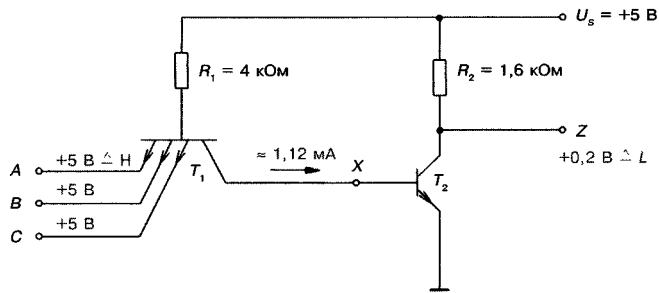 U_s = +5 В
R_1 = 4 кОм
R_2 = 1,6 кОм
A
+5 В ≙ H
T_1
≈ 1,12 мА
X
T_2
Z
+0,2 В ≙ L
B
+5 В
C
+5 В